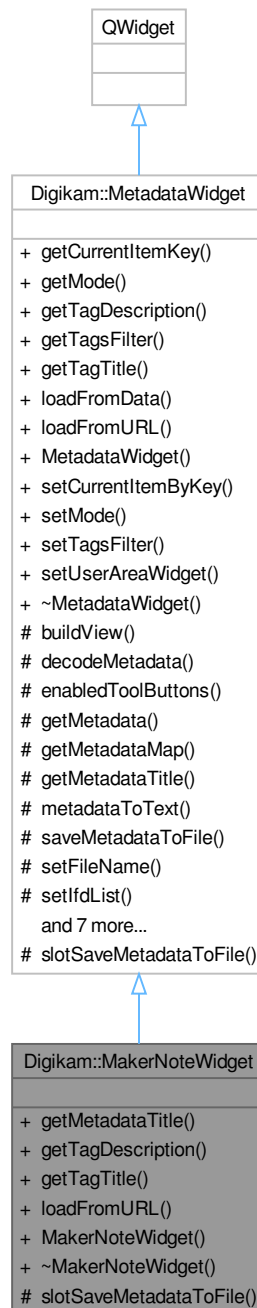 QWidget
Digikam::MetadataWidget
+ getCurrentItemKey()
+ getMode()
+ getTagDescription()
+ getTagsFilter()
+ getTagTitle()
+ loadFromData()
+ loadFromURL()
+ MetadataWidget()
+ setCurrentItemByKey()
+ setMode()
+ setTagsFilter()
+ setUserAreaWidget()
+ ~MetadataWidget()
# buildView()
# decodeMetadata()
# enabledToolButtons()
# getMetadata()
# getMetadataMap()
# getMetadataTitle()
# metadataToText()
# saveMetadataToFile()
# setFileName()
# setIfdList()
and 7 more...
# slotSaveMetadataToFile()
Digikam::MakerNoteWidget
+ getMetadataTitle()
+ getTagDescription()
+ getTagTitle()
+ loadFromURL()
+ MakerNoteWidget()
+ ~MakerNoteWidget()
# slotSaveMetadataToFile()